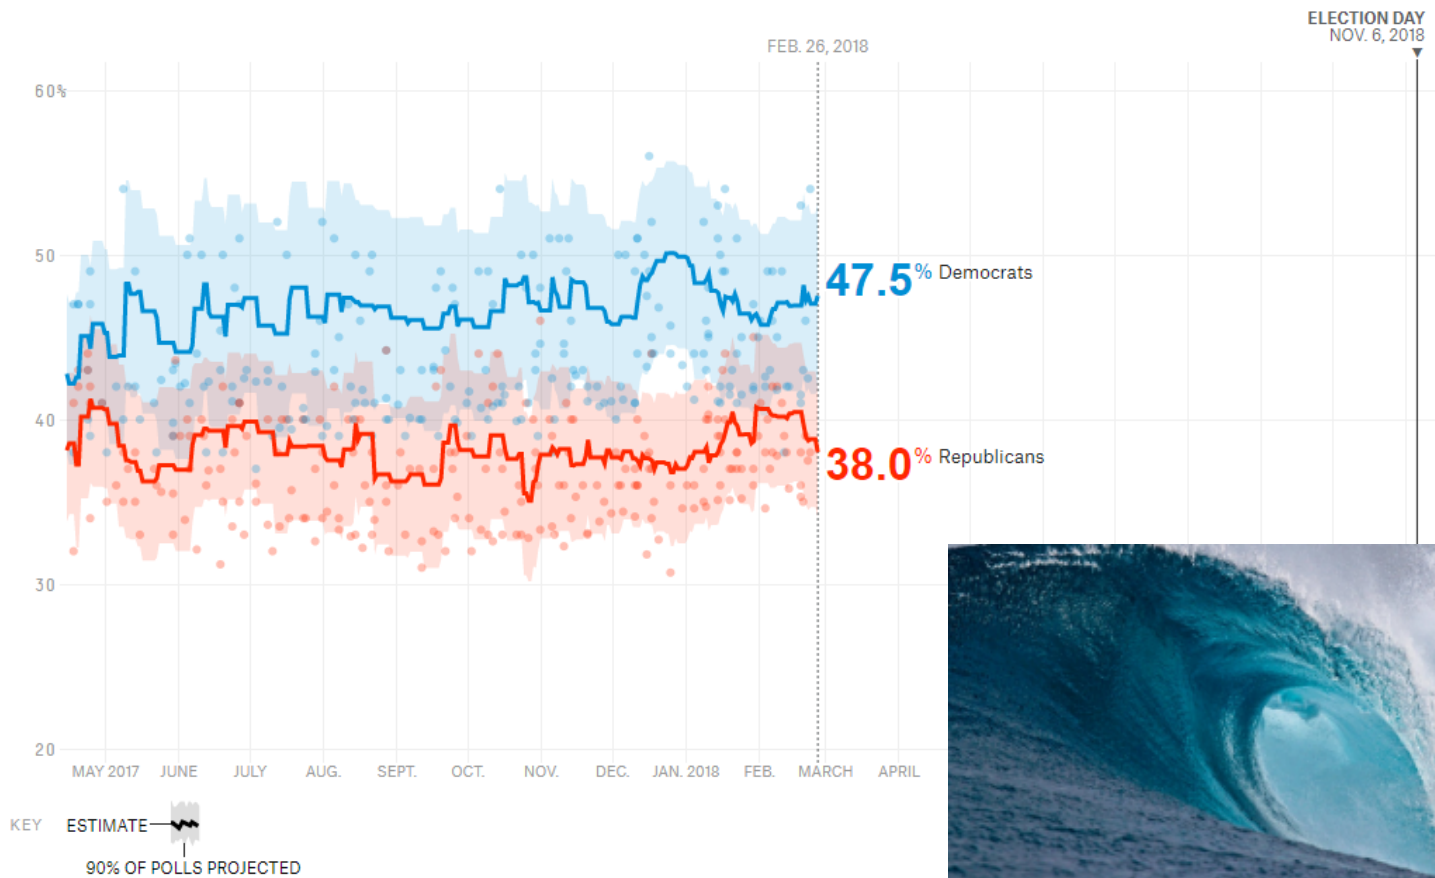 ELECTION DAY
NOV. 6, 2018
FEB. 26, 2018
60%
50
47.5% Democrats
40
38.0% Republicans
30
20
MAY 2017 JUNE JULY AUG. SEPT. OCT. NOV. DEC. JAN. 2018 FEB. MARCH APRIL
KEY ESTIMATE
90% OF POLLS PROJECTED